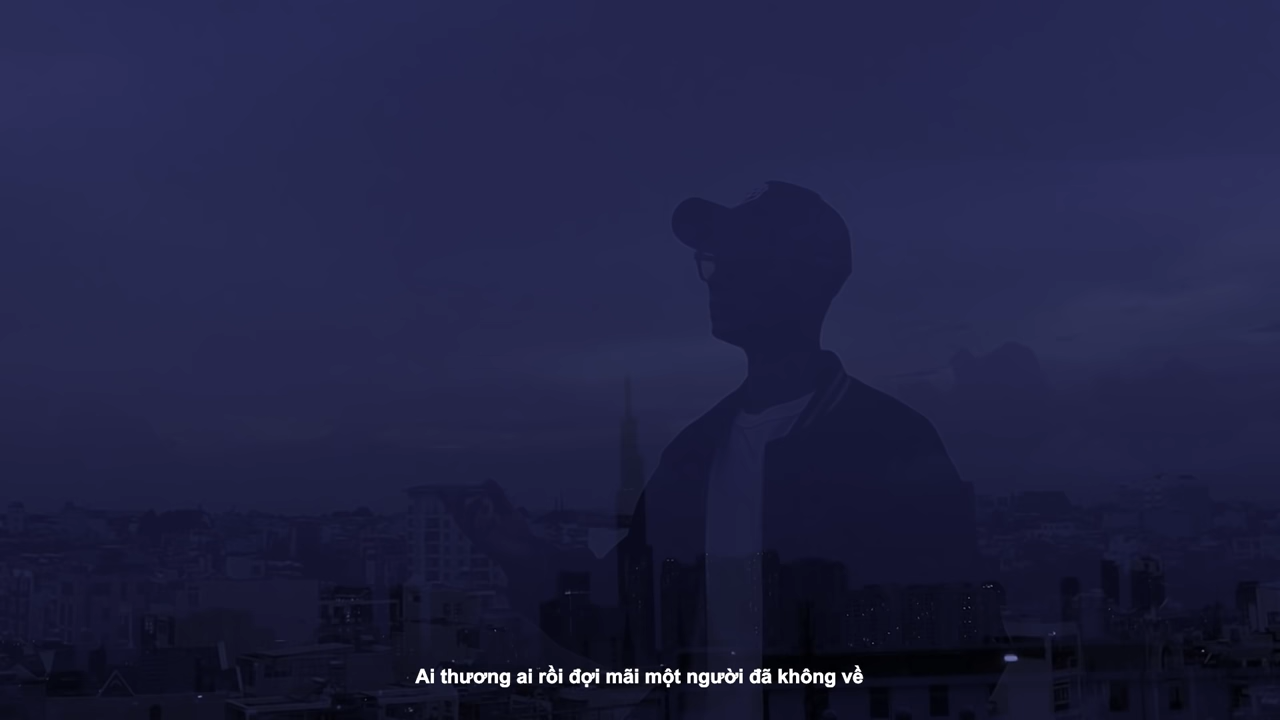 Ai thương ai rồi đợi mãi một người đã không về